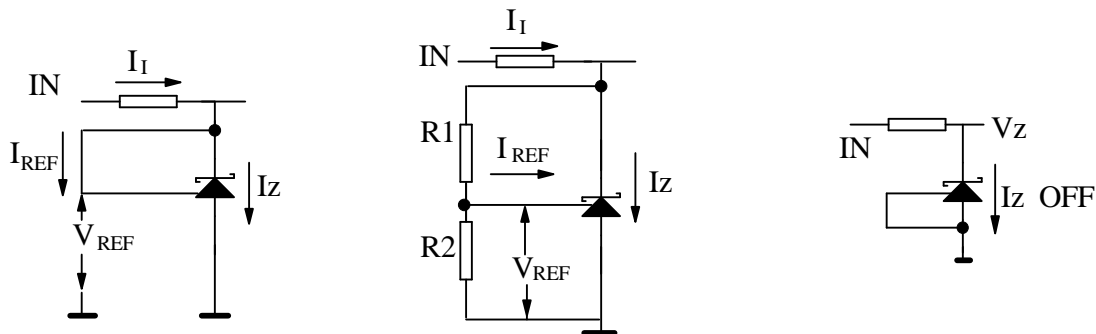 I_I
IN
I_REF
Iz
V_REF
I_I
IN
R1
I_REF
Iz
R2
V_REF
Vz
IN
Iz OFF